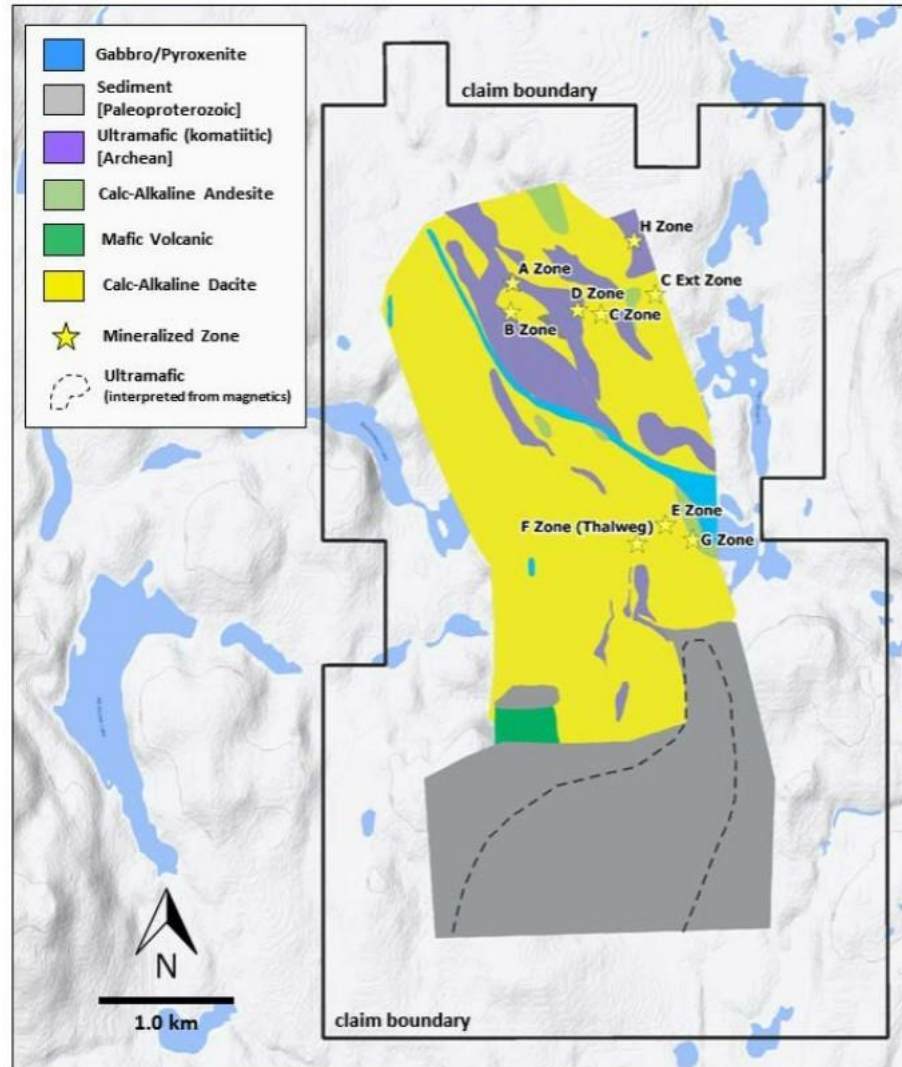 Gabbro/Pyroxenite
Sediment
[Paleoproterozoic]
Ultramafic (komatiitic)
[Archean]
Calc-Alkaline Andesite
Mafic Volcanic
Calc-Alkaline Dacite
Mineralized Zone
Ultramafic
(interpreted from magnetics)
claim boundary
H Zone
A Zone
C Ext Zone
D Zone
C Zone
B Zone
E Zone
F Zone (Thalweg)
G Zone
N
1.0 km
claim boundary